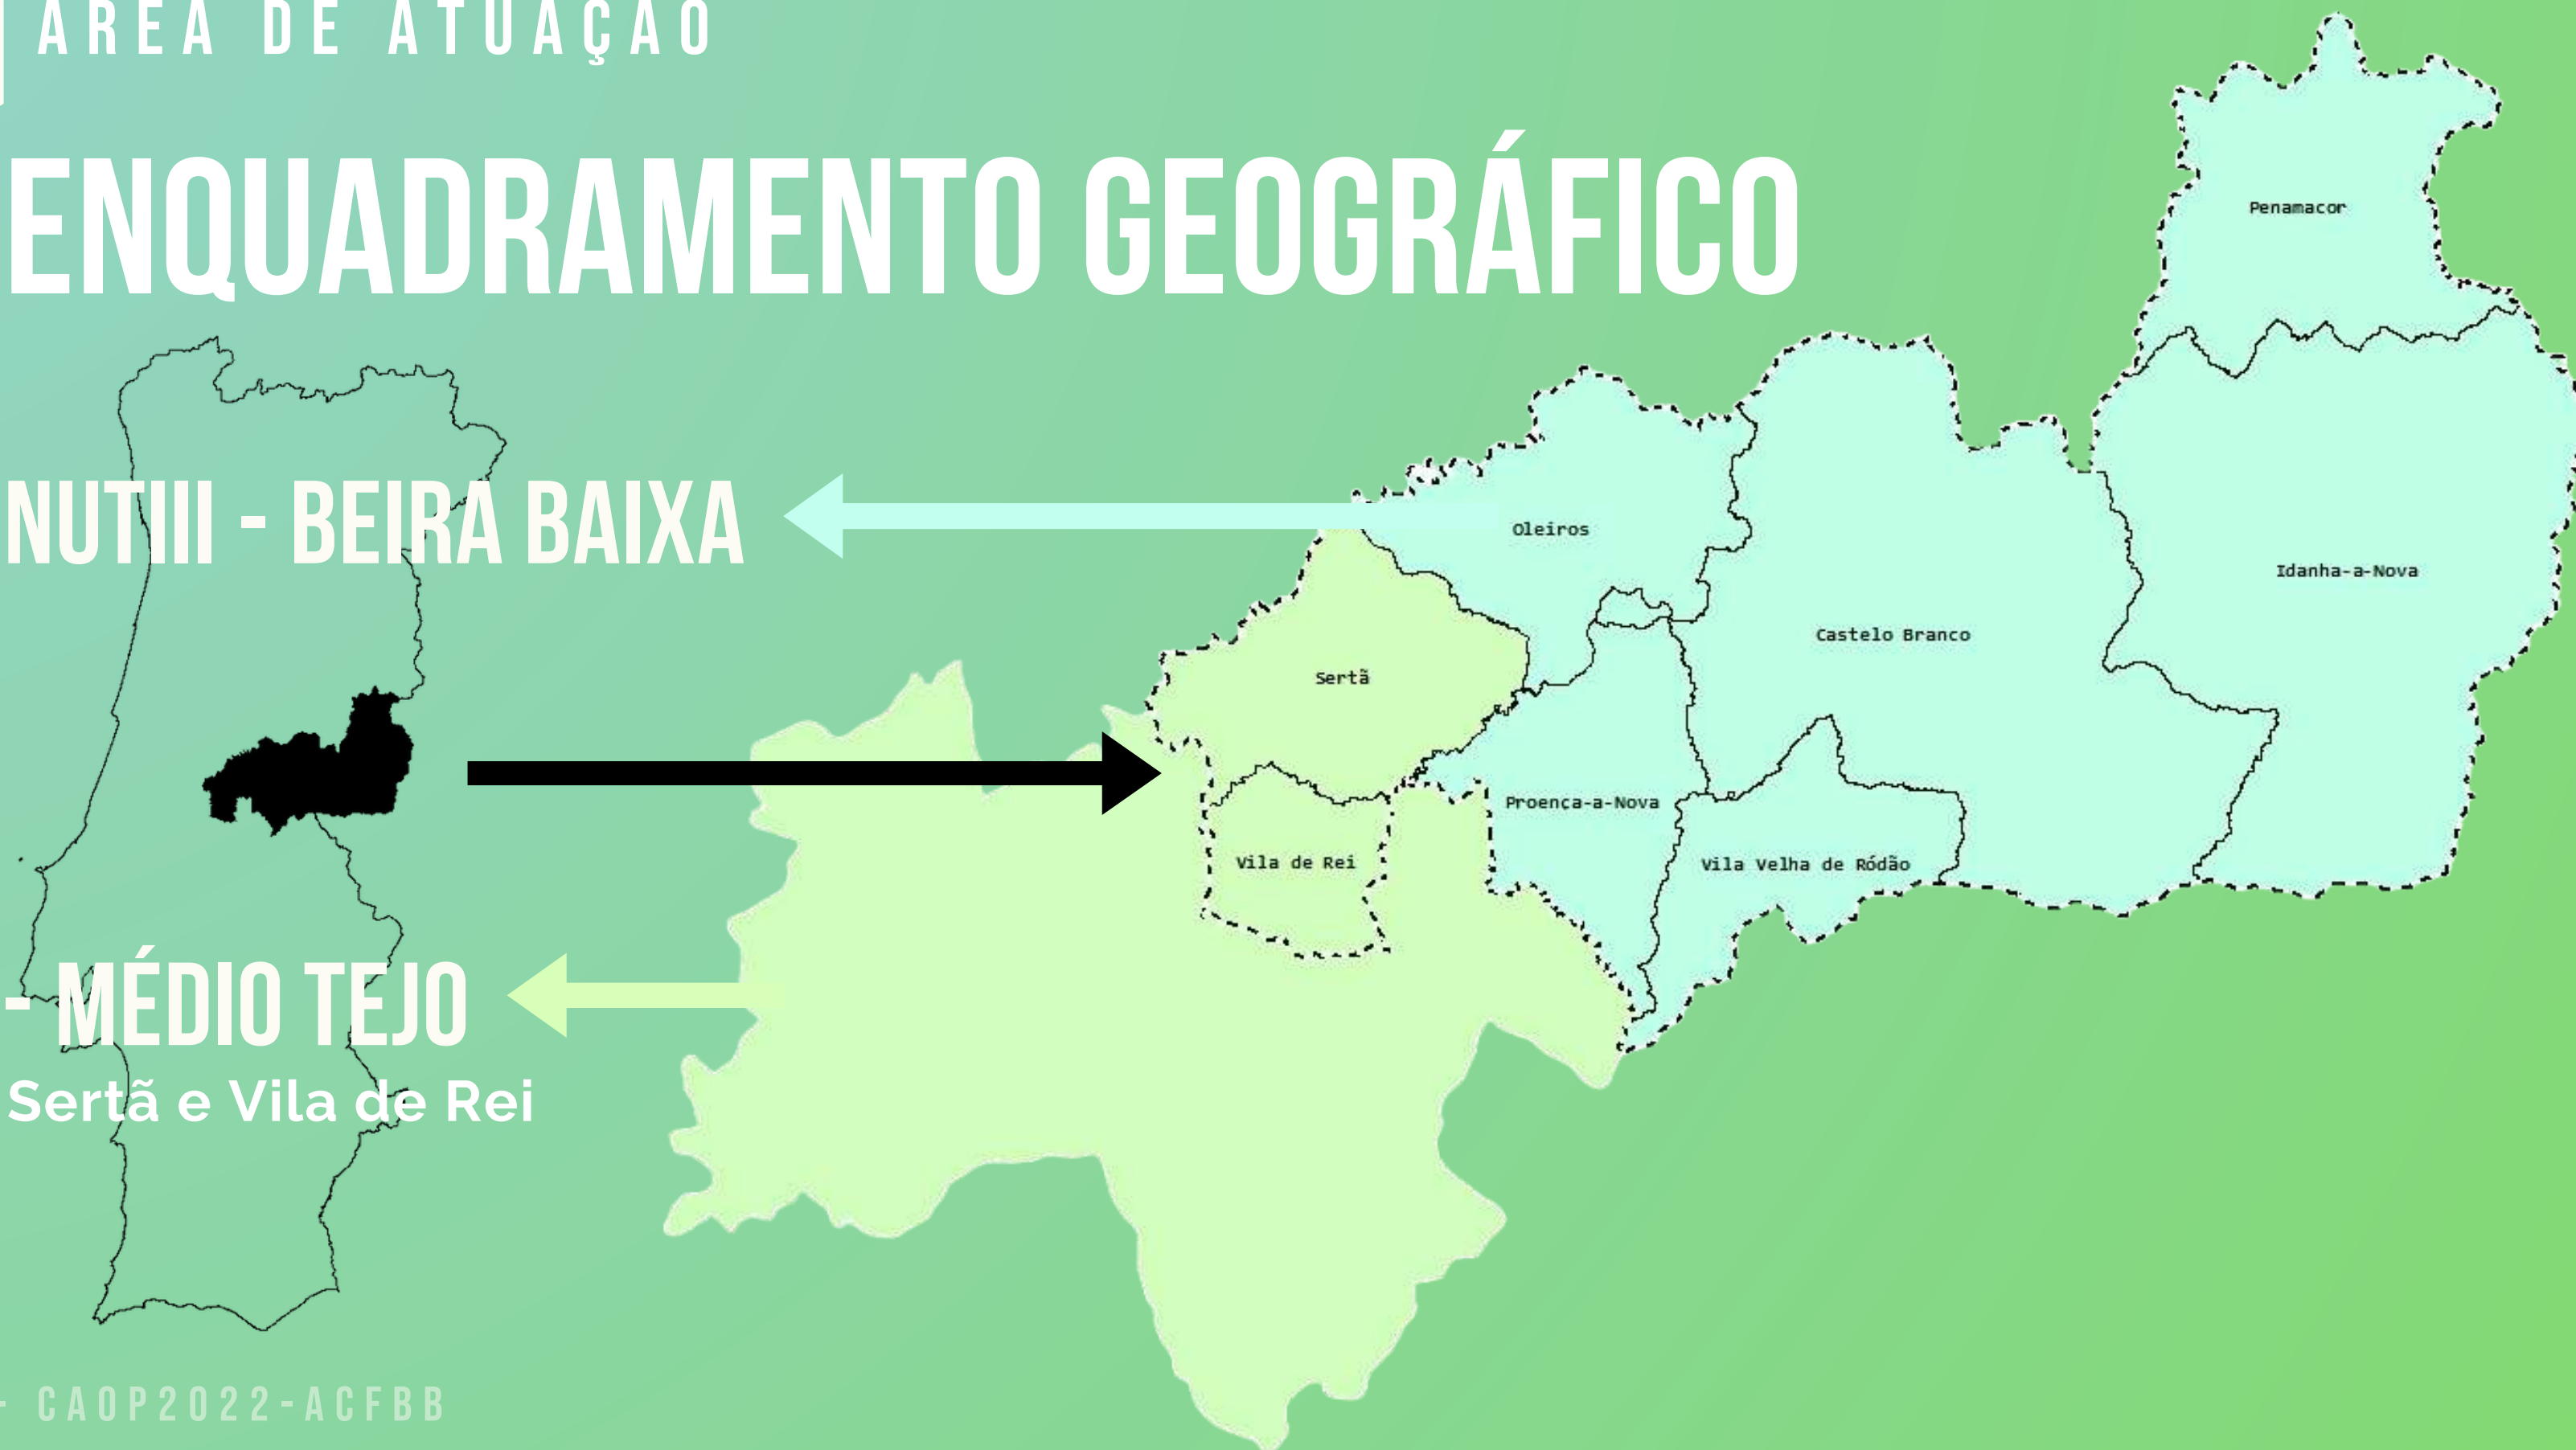 ÁREA DE ATUAÇÃO
ENQUADRAMENTO GEOGRÁFICO
NUTIII - BEIRA BAIXA
- MÉDIO TEJO
Sertã e Vila de Rei
- CAOP2022-ACFBB
Penamacor
Oleiros
Idanha-a-Nova
Castelo Branco
Sertã
Proença-a-Nova
Vila de Rei
Vila Velha de Ródão